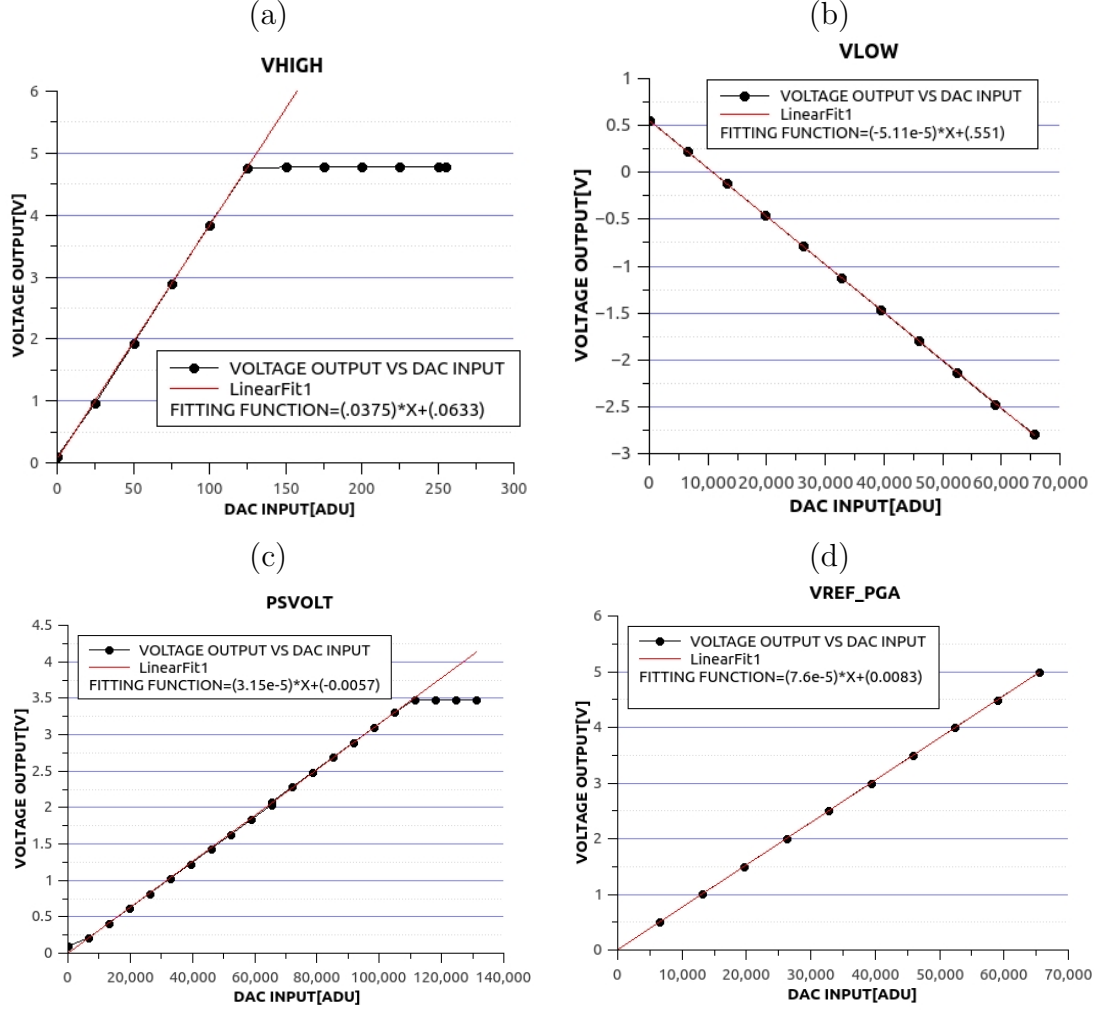 (a)
VHIGH
VOLTAGE OUTPUT[V]
6
5
4
3
2
1
0
VOLTAGE OUTPUT VS DAC INPUT
LinearFit1
FITTING FUNCTION=(.0375)*X+(.0633)
0 50 100 150 200 250 300
DAC INPUT[ADU]
(b)
VLOW
VOLTAGE OUTPUT[V]
1
0.5
0
−0.5
−1
−1.5
−2
−2.5
−3
VOLTAGE OUTPUT VS DAC INPUT
LinearFit1
FITTING FUNCTION=(-5.11e-5)*X+(.551)
0 10,000 20,000 30,000 40,000 50,000 60,000 70,000
DAC INPUT[ADU]
(c)
PSVOLT
VOLTAGE OUTPUT[V]
4.5
4
3.5
3
2.5
2
1.5
1
0.5
0
VOLTAGE OUTPUT VS DAC INPUT
LinearFit1
FITTING FUNCTION=(3.15e-5)*X+(-0.0057)
0 20,000 40,000 60,000 80,000 100,000 120,000 140,000
DAC INPUT[ADU]
(d)
VREF_PGA
VOLTAGE OUTPUT[V]
6
5
4
3
2
1
0
VOLTAGE OUTPUT VS DAC INPUT
LinearFit1
FITTING FUNCTION=(7.6e-5)*X+(0.0083)
0 10,000 20,000 30,000 40,000 50,000 60,000 70,000
DAC INPUT[ADU]